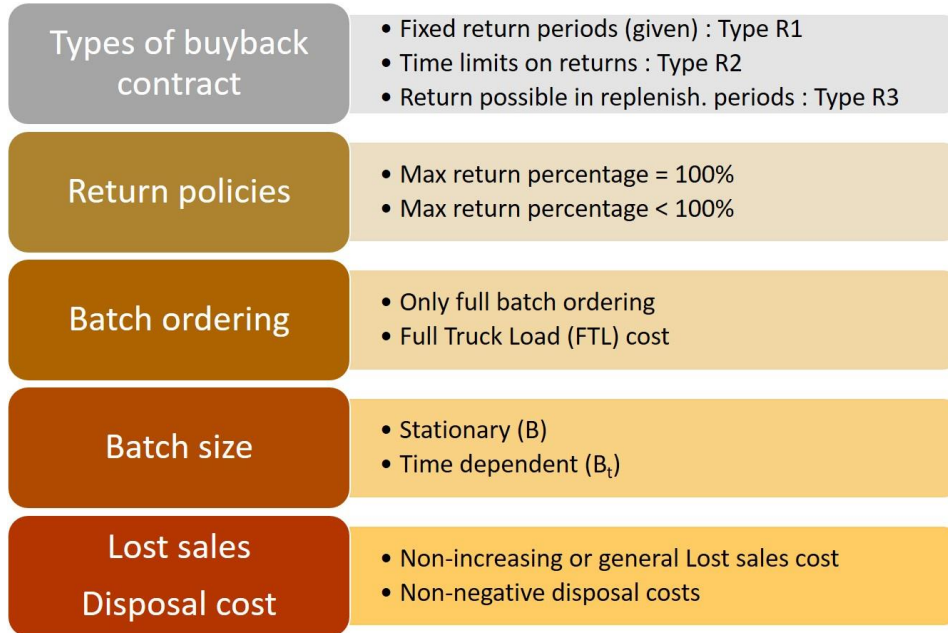 Types of buyback
contract
• Fixed return periods (given) : Type R1
• Time limits on returns : Type R2
• Return possible in replenish. periods : Type R3
Return policies
• Max return percentage = 100%
• Max return percentage < 100%
Batch ordering
• Only full batch ordering
• Full Truck Load (FTL) cost
Batch size
• Stationary (B)
• Time dependent (Bₜ)
Lost sales
Disposal cost
• Non-increasing or general Lost sales cost
• Non-negative disposal costs